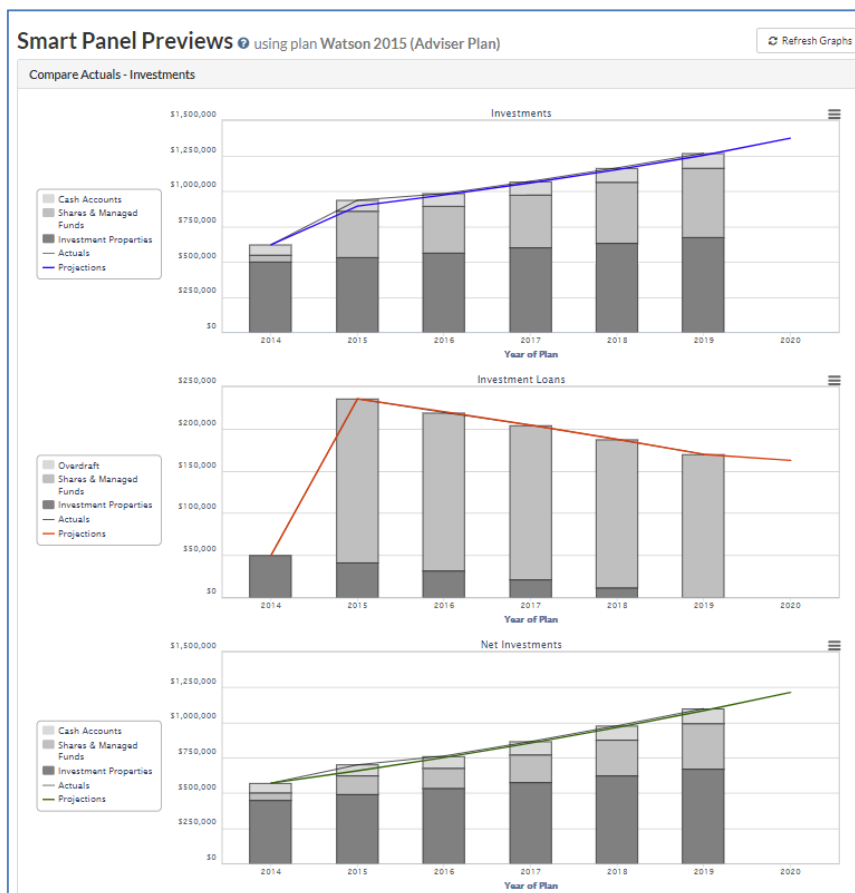 Smart Panel Previews ? using plan Watson 2015 (Adviser Plan)
Refresh Graphs
Compare Actuals - Investments
Investments
$1,500,000
$1,250,000
$1,000,000
$750,000
$500,000
$250,000
$0
Cash Accounts
Shares & Managed
Funds
Investment Properties
Actuals
Projections
2014 2015 2016 2017 2018 2019 2020
Year of Plan
Investment Loans
$250,000
$200,000
$150,000
$100,000
$50,000
$0
Overdraft
Shares & Managed
Funds
Investment Properties
Actuals
Projections
2014 2015 2016 2017 2018 2019 2020
Year of Plan
Net Investments
$1,500,000
$1,250,000
$1,000,000
$750,000
$500,000
$250,000
$0
Cash Accounts
Shares & Managed
Funds
Investment Properties
Actuals
Projections
2014 2015 2016 2017 2018 2019 2020
Year of Plan